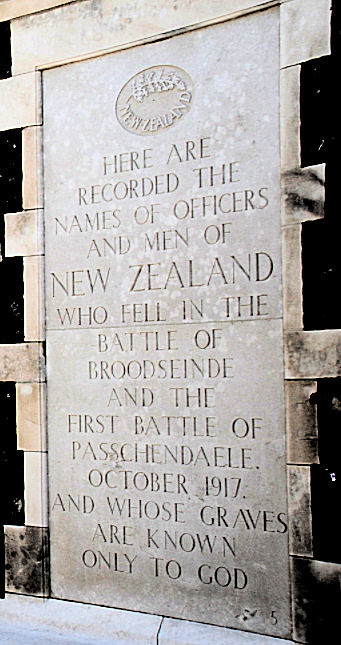 NEW ZEALAND
HERE ARE
RECORDED THE
NAMES OF OFFICERS
AND MEN OF
NEW ZEALAND
WHO FELL IN THE
BATTLE OF
BROODSEINDE
AND THE
FIRST BATTLE OF
PASSCHENDAELE.
OCTOBER 1917.
AND WHOSE GRAVES
ARE KNOWN
ONLY TO GOD
5